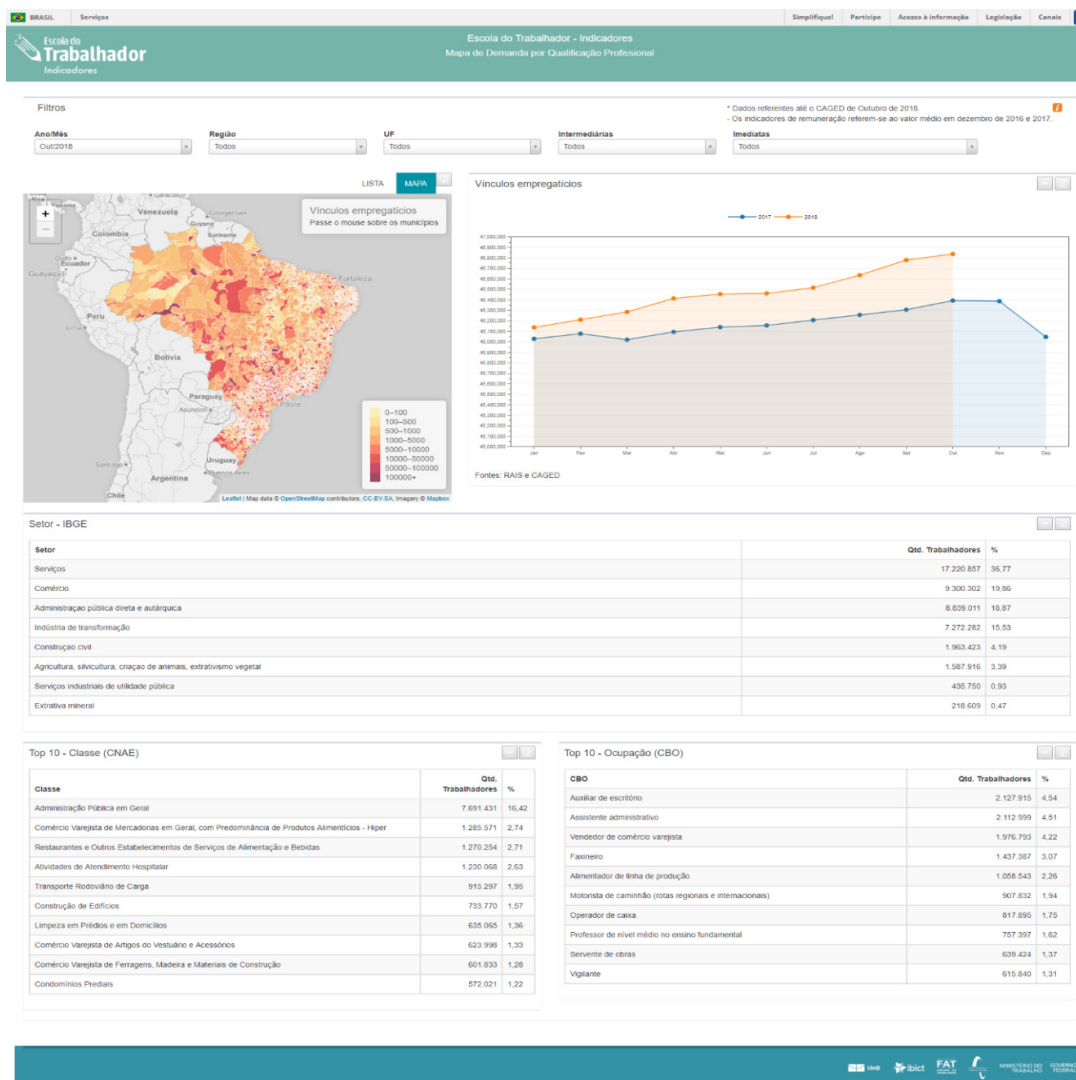 BRASIL Serviços Simplifique! Participe Acesso à informação Legislação Canais
Escola do
Trabalhador
Indicadores
Escola do Trabalhador - Indicadores
Mapa de Demanda por Qualificação Profissional
Filtros
* Dados referentes até o CAGED de Outubro de 2018.
- Os indicadores de remuneração referem-se ao valor médio em dezembro de 2016 e 2017.
Ano/Mês Região UF Intermediárias Imediatas
Out/2018 Todos Todos Todos Todos
LISTA MAPA
Vínculos empregatícios
Passe o mouse sobre os municípios
+
−
Venezuela
Georgetown
Guyana
Suriname
Colombia
Quito
Ecuador
Guayaquil
Fortaleza
Peru
Lima
Bolivia
Paraguay
Asunción
Paulo
Uruguay
Santiago
Buenos Aires
Argentina
Chile
0–100
100–500
500–1000
1000–5000
5000–10000
10000–50000
50000–100000
100000+
Leaflet | Map data © OpenStreetMap contributors, CC-BY-SA, Imagery © Mapbox
Vínculos empregatícios
2017 2018
Jan Fev Mar Abr Mai Jun Jul Ago Set Out Nov Dez
Fontes: RAIS e CAGED
Setor - IBGE
Setor Qtd. Trabalhadores %
Serviços 17.220.857 36,77
Comércio 9.300.302 19,86
Administraçao pública direta e autárquica 8.839.011 18,87
Indústria de transformação 7.272.282 15,53
Construçao civil 1.963.423 4,19
Agricultura, silvicultura, criaçao de animais, extrativismo vegetal 1.587.916 3,39
Serviços industriais de utilidade pública 435.750 0,93
Extrativa mineral 218.609 0,47
Top 10 - Classe (CNAE)
Classe Qtd. Trabalhadores %
Administração Pública em Geral 7.691.431 16,42
Comércio Varejista de Mercadorias em Geral, com Predominância de Produtos Alimentícios - Hiper 1.285.571 2,74
Restaurantes e Outros Estabelecimentos de Serviços de Alimentação e Bebidas 1.270.254 2,71
Atividades de Atendimento Hospitalar 1.230.068 2,63
Transporte Rodoviário de Carga 915.297 1,95
Construção de Edifícios 733.770 1,57
Limpeza em Prédios e em Domicílios 635.065 1,36
Comércio Varejista de Artigos do Vestuário e Acessórios 623.998 1,33
Comércio Varejista de Ferragens, Madeira e Materiais de Construção 601.833 1,28
Condomínios Prediais 572.021 1,22
Top 10 - Ocupação (CBO)
CBO Qtd. Trabalhadores %
Auxiliar de escritório 2.127.915 4,54
Assistente administrativo 2.112.999 4,51
Vendedor de comércio varejista 1.976.793 4,22
Faxineiro 1.437.387 3,07
Alimentador de linha de produção 1.058.543 2,26
Motorista de caminhão (rotas regionais e internacionais) 907.832 1,94
Operador de caixa 817.895 1,75
Professor de nível médio no ensino fundamental 757.397 1,62
Servente de obras 639.424 1,37
Vigilante 615.840 1,31
UnB ibict FAT MINISTÉRIO DO TRABALHO GOVERNO FEDERAL